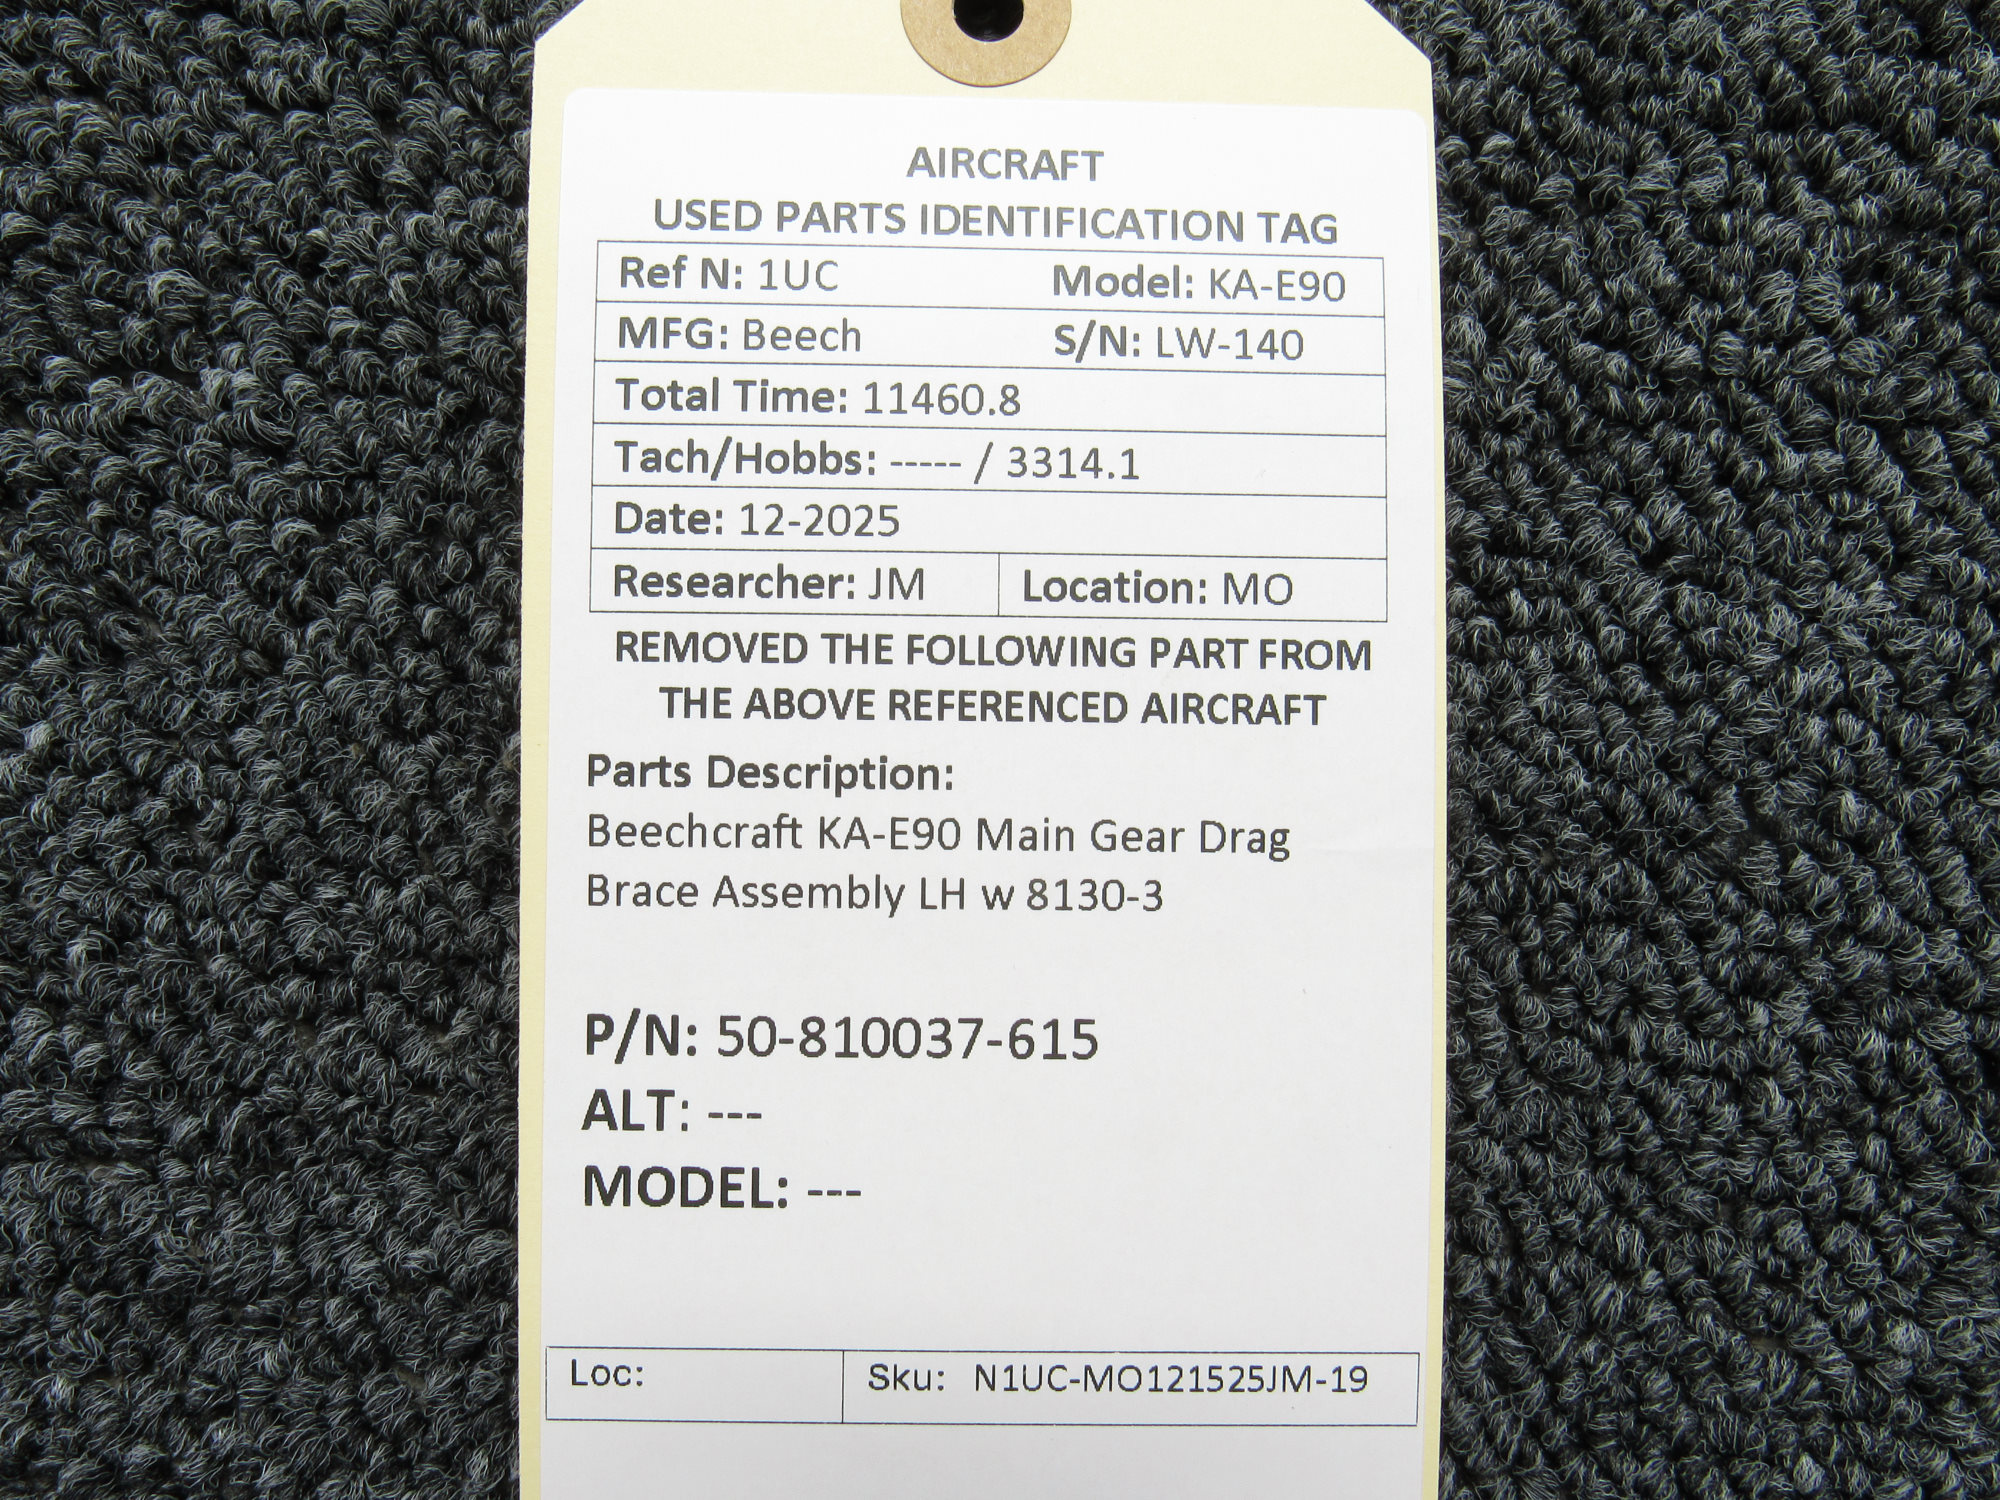 AIRCRAFT
USED PARTS IDENTIFICATION TAG
Ref N: 1UC Model: KA-E90
MFG: Beech S/N: LW-140
Total Time: 11460.8
Tach/Hobbs: ----- / 3314.1
Date: 12-2025
Researcher: JM Location: MO
REMOVED THE FOLLOWING PART FROM
THE ABOVE REFERENCED AIRCRAFT
Parts Description:
Beechcraft KA-E90 Main Gear Drag
Brace Assembly LH w 8130-3
P/N: 50-810037-615
ALT: ---
MODEL: ---
Loc: Sku: N1UC-MO121525JM-19